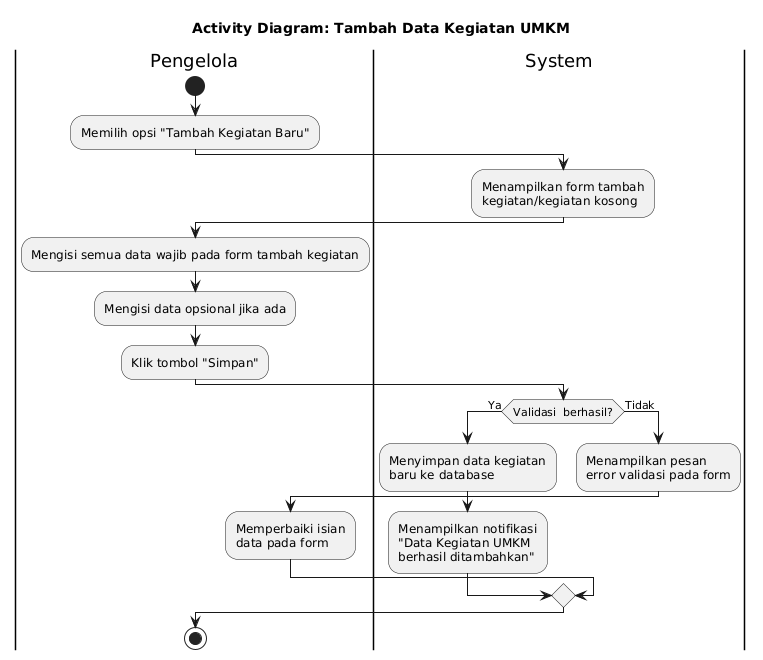 Activity Diagram: Tambah Data Kegiatan UMKM
Pengelola
System
Memilih opsi "Tambah Kegiatan Baru"
Menampilkan form tambah
kegiatan/kegiatan kosong
Mengisi semua data wajib pada form tambah kegiatan
Mengisi data opsional jika ada
Klik tombol "Simpan"
Ya
Validasi  berhasil?
Tidak
Menyimpan data kegiatan
baru ke database
Menampilkan pesan
error validasi pada form
Memperbaiki isian
data pada form
Menampilkan notifikasi
"Data Kegiatan UMKM
berhasil ditambahkan"